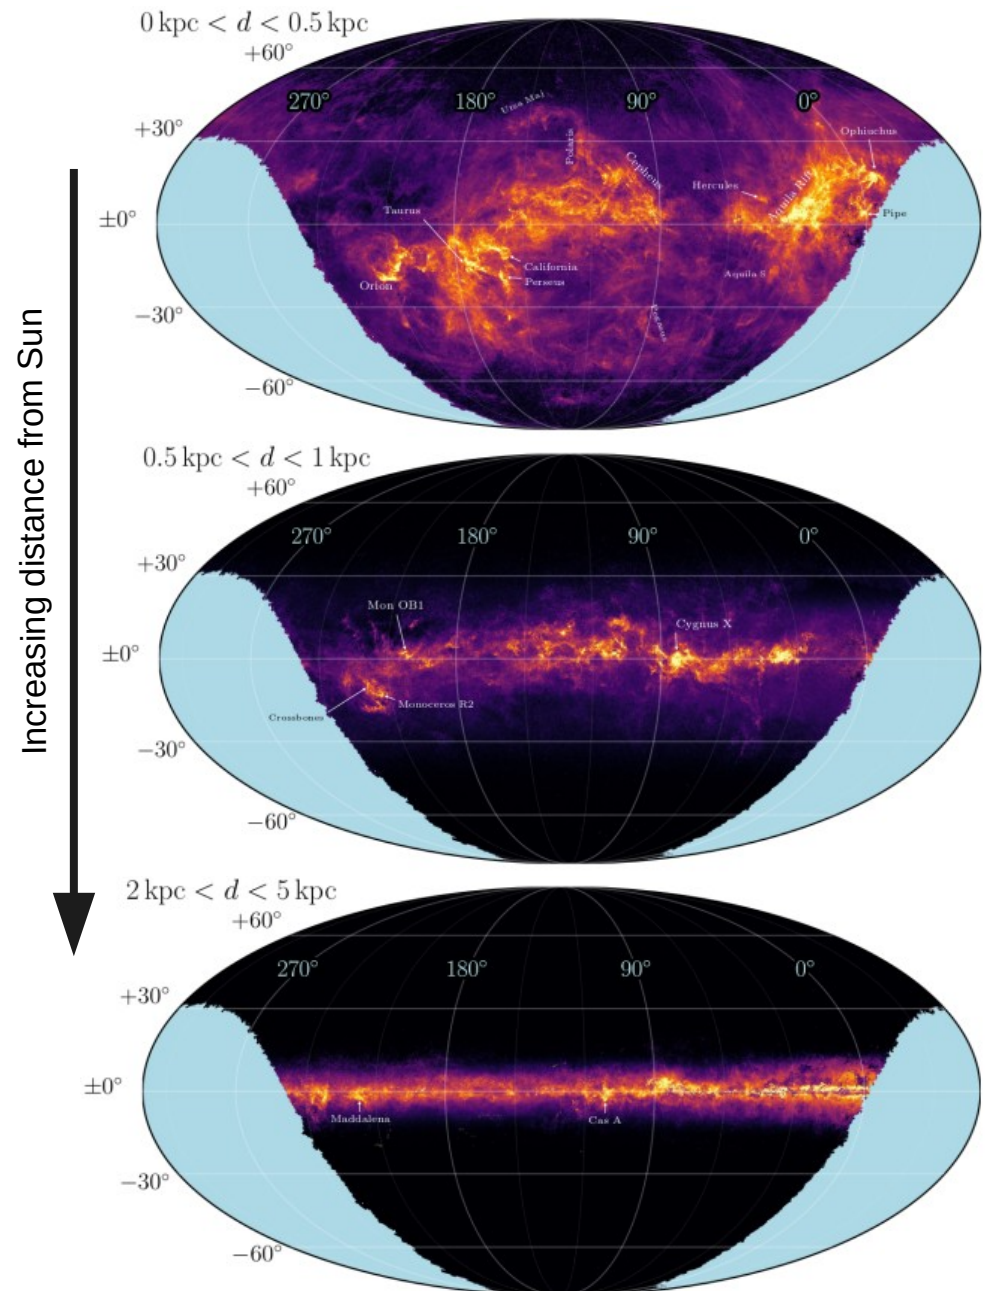 0 kpc < d < 0.5 kpc
+60°
270°
180°
90°
0°
Ursa Maj
+30°
Polaris
Cepheus
Ophiuchus
Hercules
Aquila Rift
Taurus
±0°
Pipe
California
Perseus
Aquila S
Orion
-30°
Pegasus
-60°
Increasing distance from Sun
0.5 kpc < d < 1 kpc
+60°
270°
180°
90°
0°
+30°
Mon OB1
Cygnus X
±0°
Monoceros R2
Crossbones
-30°
-60°
2 kpc < d < 5 kpc
+60°
270°
180°
90°
0°
+30°
±0°
Maddalena
Cas A
-30°
-60°